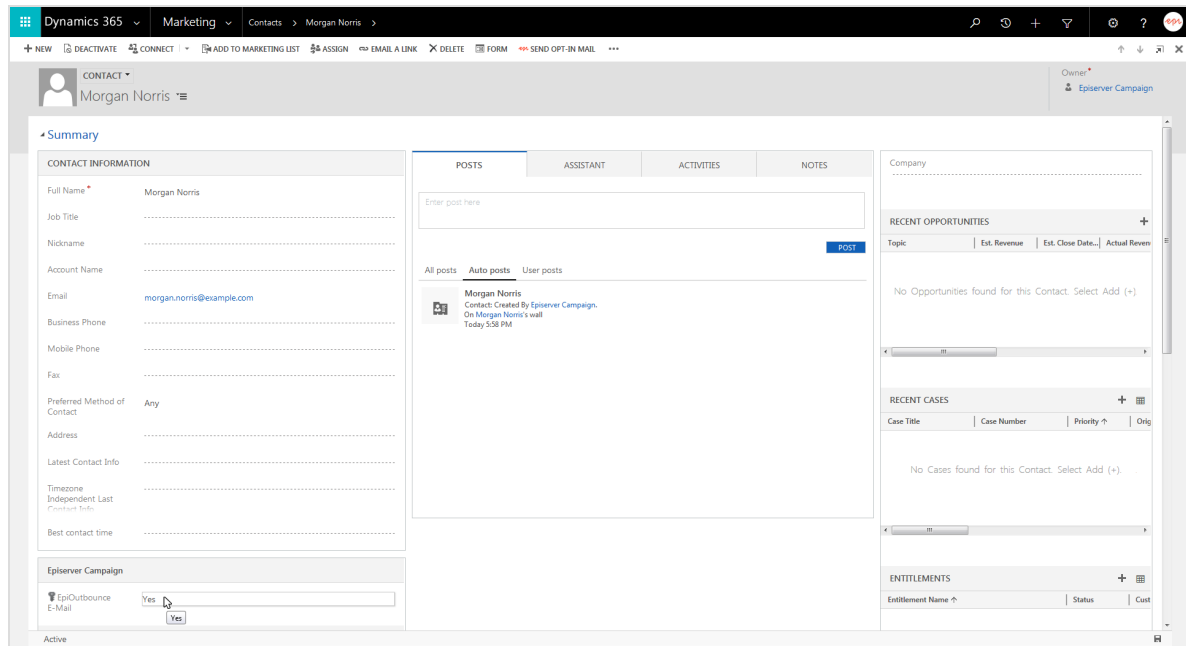 Dynamics 365 Marketing Contacts > Morgan Norris > ? epi
+ NEW DEACTIVATE CONNECT ADD TO MARKETING LIST ASSIGN EMAIL A LINK DELETE FORM epi SEND OPT-IN MAIL •••
CONTACT
Morgan Norris
Owner*
Episerver Campaign
Summary
CONTACT INFORMATION
Full Name* Morgan Norris
Job Title
Nickname
Account Name
Email morgan.norris@example.com
Business Phone
Mobile Phone
Fax
Preferred Method of
Contact
Any
Address
Latest Contact Info
Timezone
Independent Last
Contact Info
Best contact time
Episerver Campaign
EpiOutbounce
E-Mail
Yes
Yes
POSTS ASSISTANT ACTIVITIES NOTES
Enter post here
POST
All posts Auto posts User posts
Morgan Norris
Contact: Created By Episerver Campaign.
On Morgan Norris's wall
Today 5:58 PM
Company
RECENT OPPORTUNITIES +
Topic Est. Revenue Est. Close Date... Actual Reven
No Opportunities found for this Contact. Select Add (+)
RECENT CASES +
Case Title Case Number Priority ↑ Orig
No Cases found for this Contact. Select Add (+).
ENTITLEMENTS +
Entitlement Name ↑ Status Cust
Active